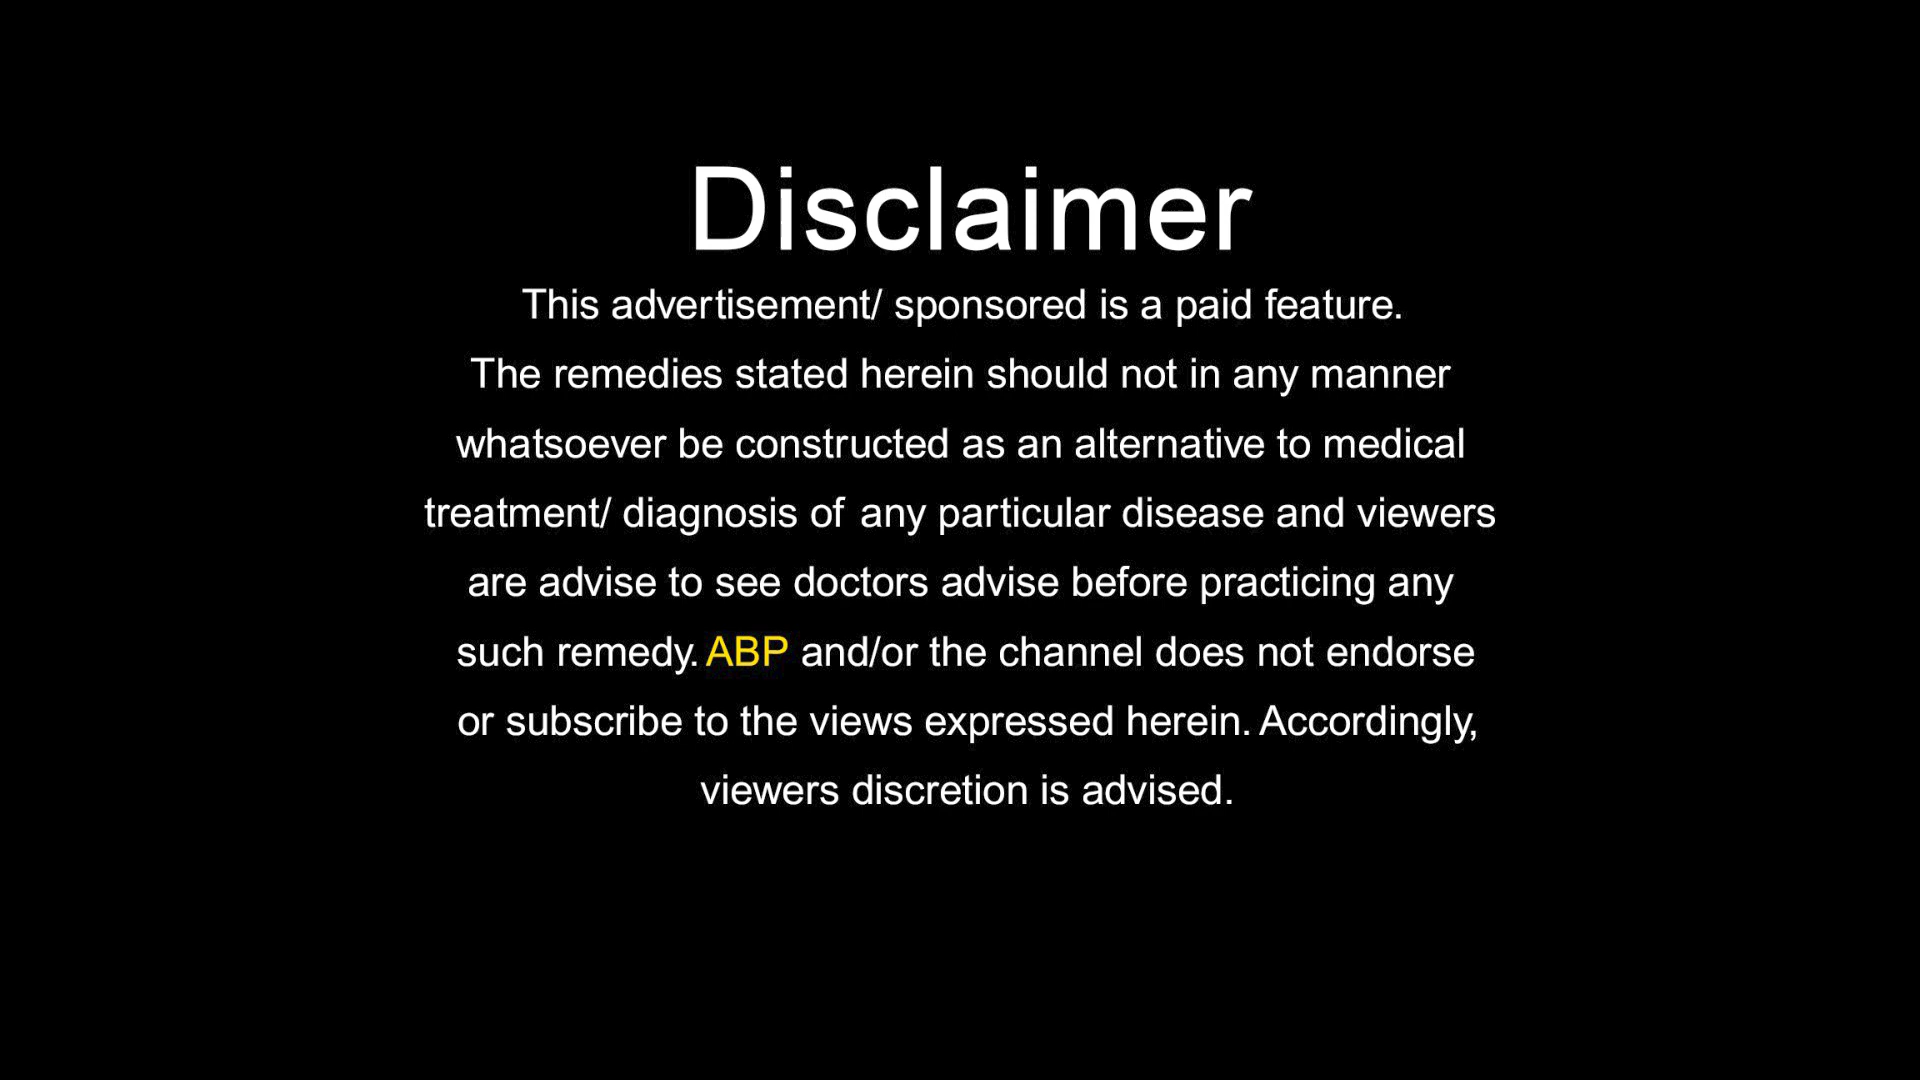 Disclaimer
This advertisement/ sponsored is a paid feature.
The remedies stated herein should not in any manner
whatsoever be constructed as an alternative to medical
treatment/ diagnosis of any particular disease and viewers
are advise to see doctors advise before practicing any
such remedy. ABP and/or the channel does not endorse
or subscribe to the views expressed herein. Accordingly,
viewers discretion is advised.